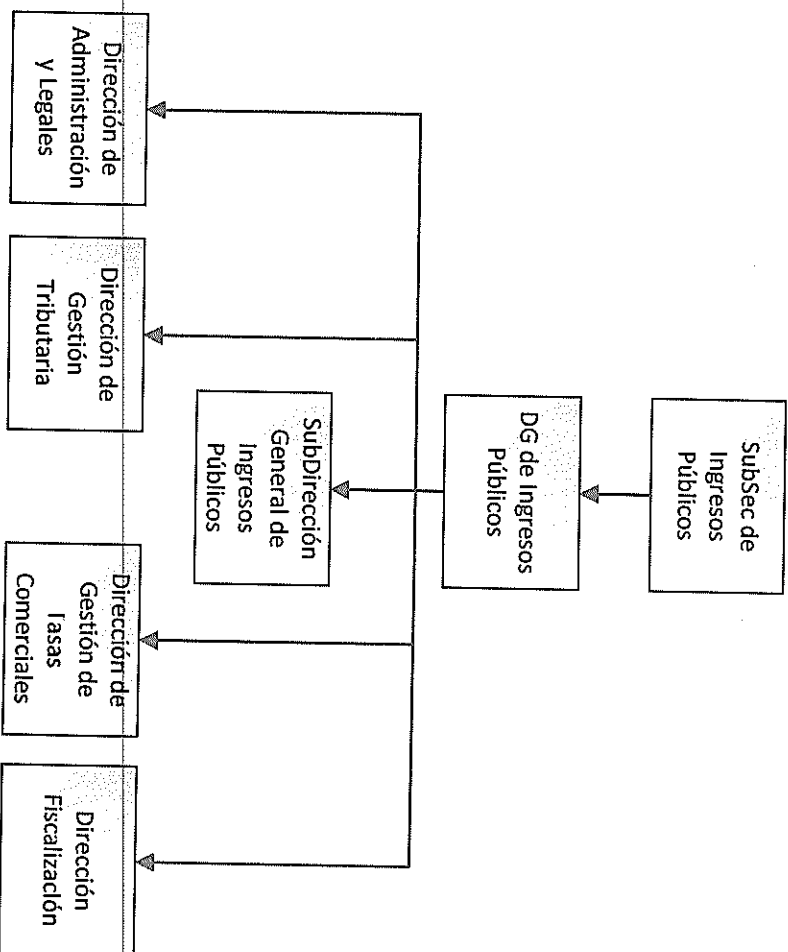 SubSec de
Ingresos
Públicos
DG de Ingresos
Públicos
SubDirección
General de
Ingresos
Públicos
Dirección de
Administración
y Legales
Dirección de
Gestión
Tributaria
Dirección de
Gestión de
Tasas
Comerciales
Dirección
Fiscalización